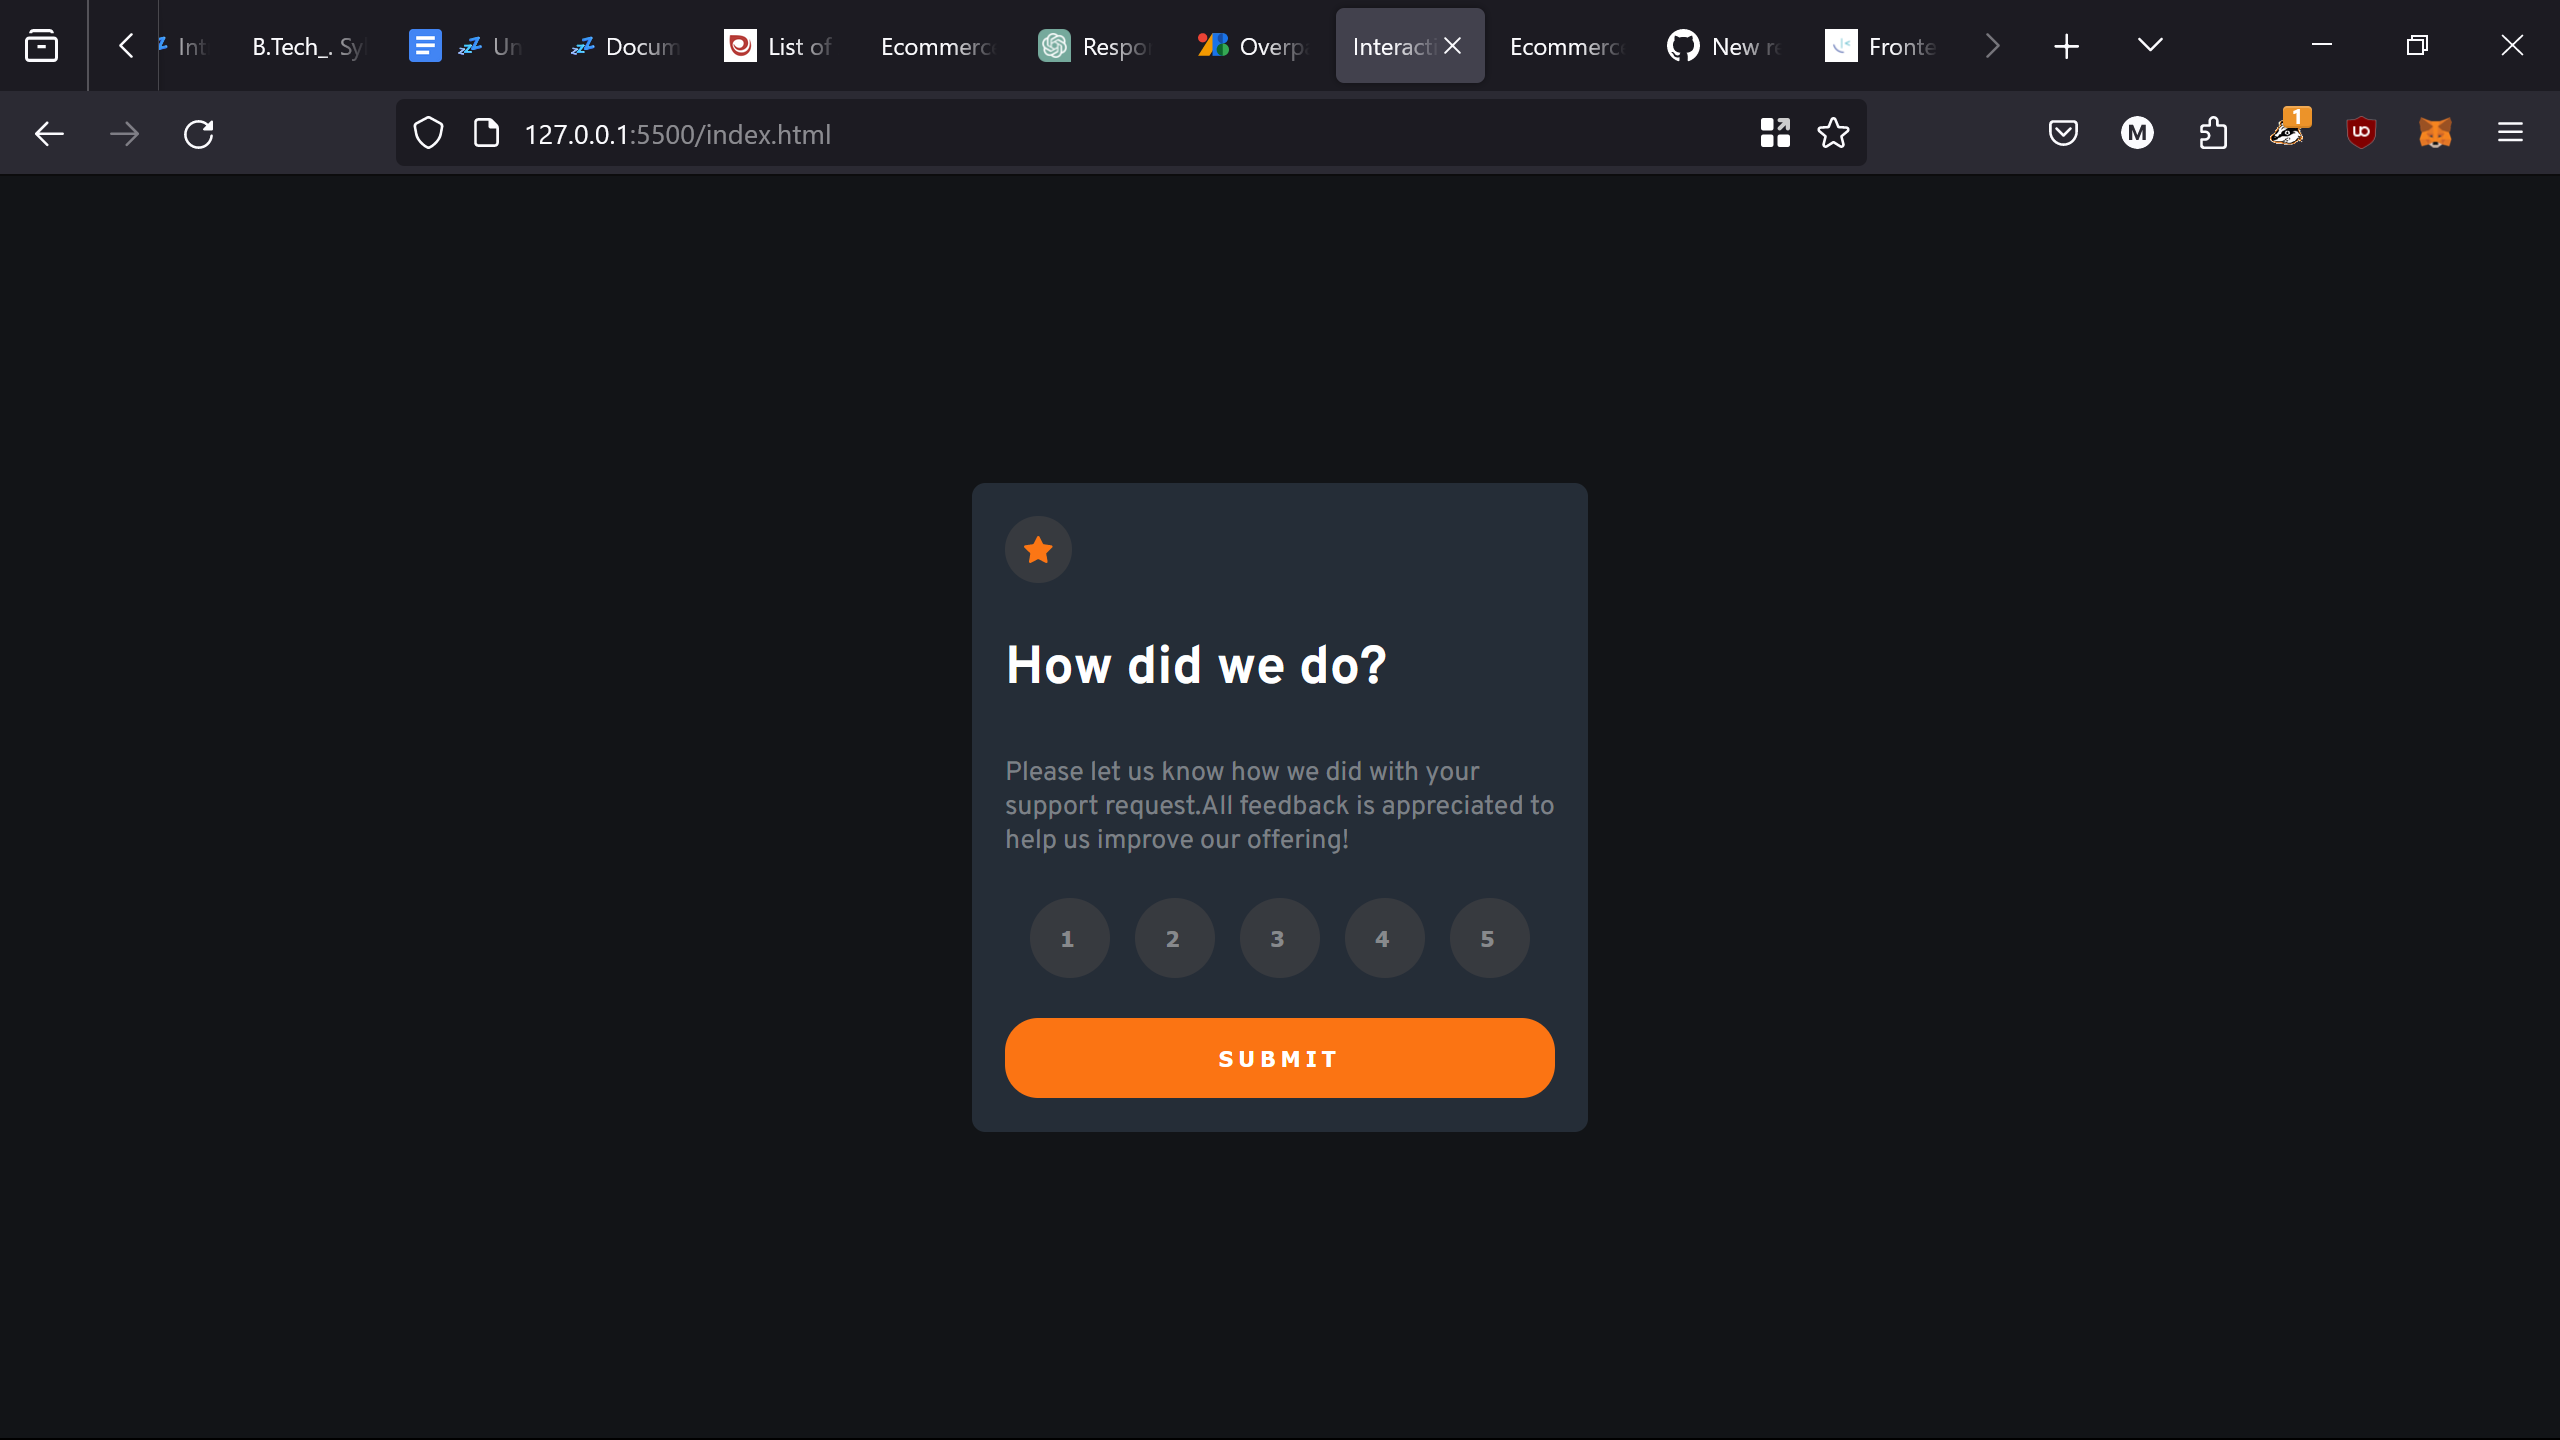 Int
B.Tech_. Sy
Un
Docum
List of
Ecommerc
Respo
Overp
Interacti
Ecommerc
New re
Fronte
127.0.0.1:5500/index.html
M
1
How did we do?
Please let us know how we did with your
support request.All feedback is appreciated to
help us improve our offering!
1 2 3 4 5
SUBMIT